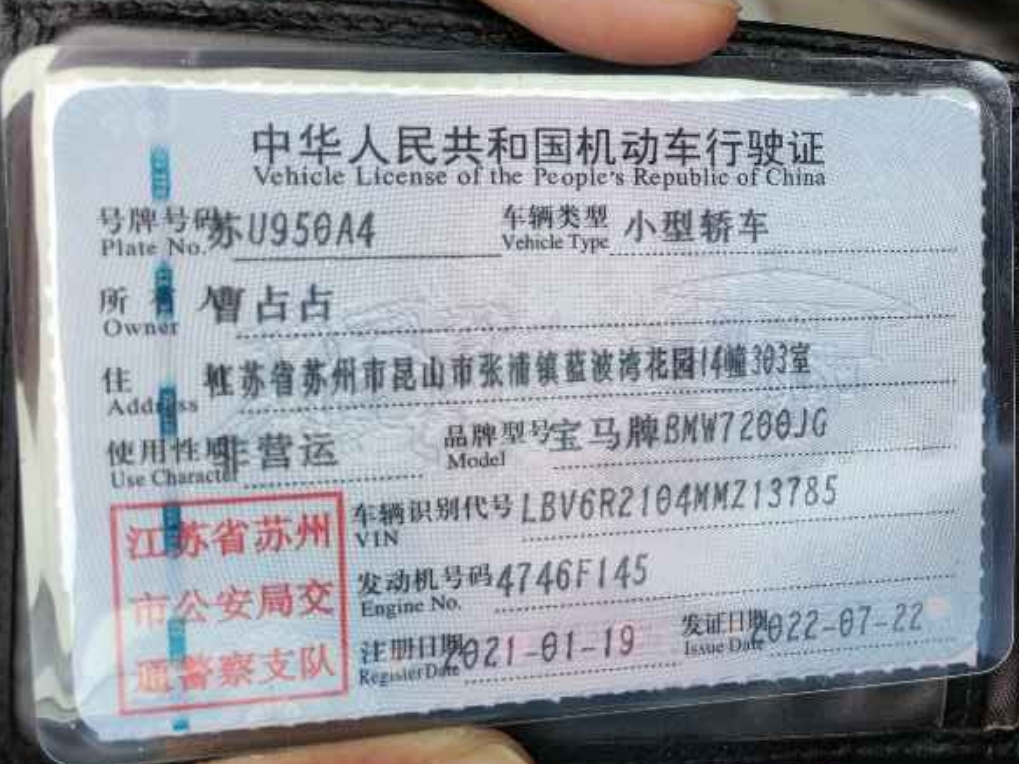 中华人民共和国机动车行驶证
Vehicle License of the People's Republic of China
号牌号码 苏U950A4 车辆类型 小型轿车
Plate No. Vehicle Type
所有人 曹占占
Owner
住址 江苏省苏州市昆山市张浦镇蓝波湾花园14幢303室
Address
使用性质 非营运 品牌型号 宝马牌BMW7200JG
Use Character Model
江苏省苏州 车辆识别代号 LBV6R2104MMZ13785
VIN
市公安局交 发动机号码 4746F145
Engine No.
通警察支队 注册日期 2021-01-19 发证日期 2022-07-22
Register Date Issue Date